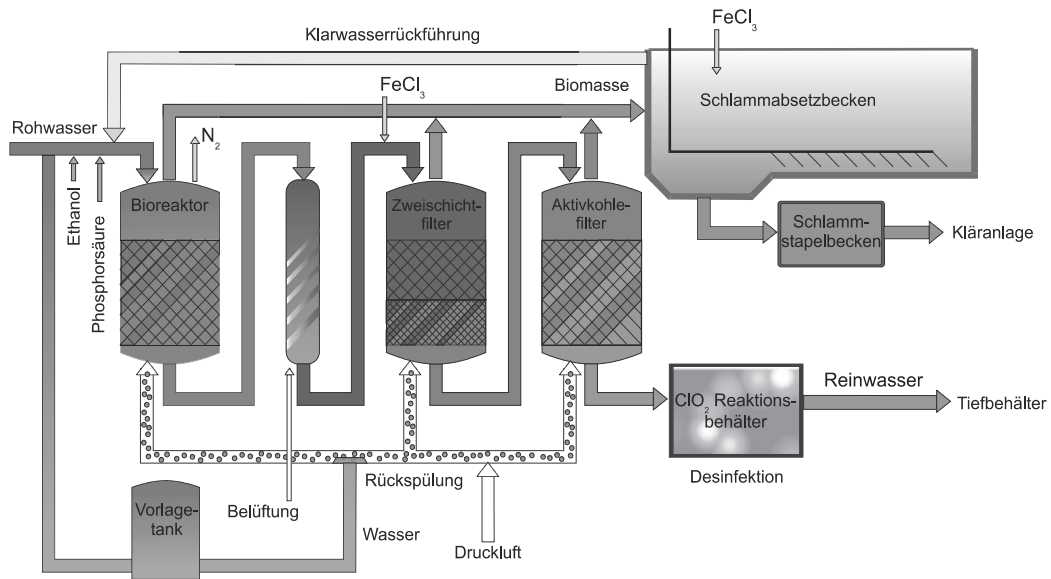 FeCl3
Klarwasserrückführung
FeCl3
Biomasse
Schlammabsetzbecken
Rohwasser
N2
Ethanol
Phosphorsäure
Bioreaktor
Zweischicht-
filter
Aktivkohle-
filter
Schlamm-
stapelbecken
Kläranlage
ClO2 Reaktions-
behälter
Reinwasser
Tiefbehälter
Desinfektion
Rückspülung
Belüftung
Vorlage-
tank
Wasser
Druckluft